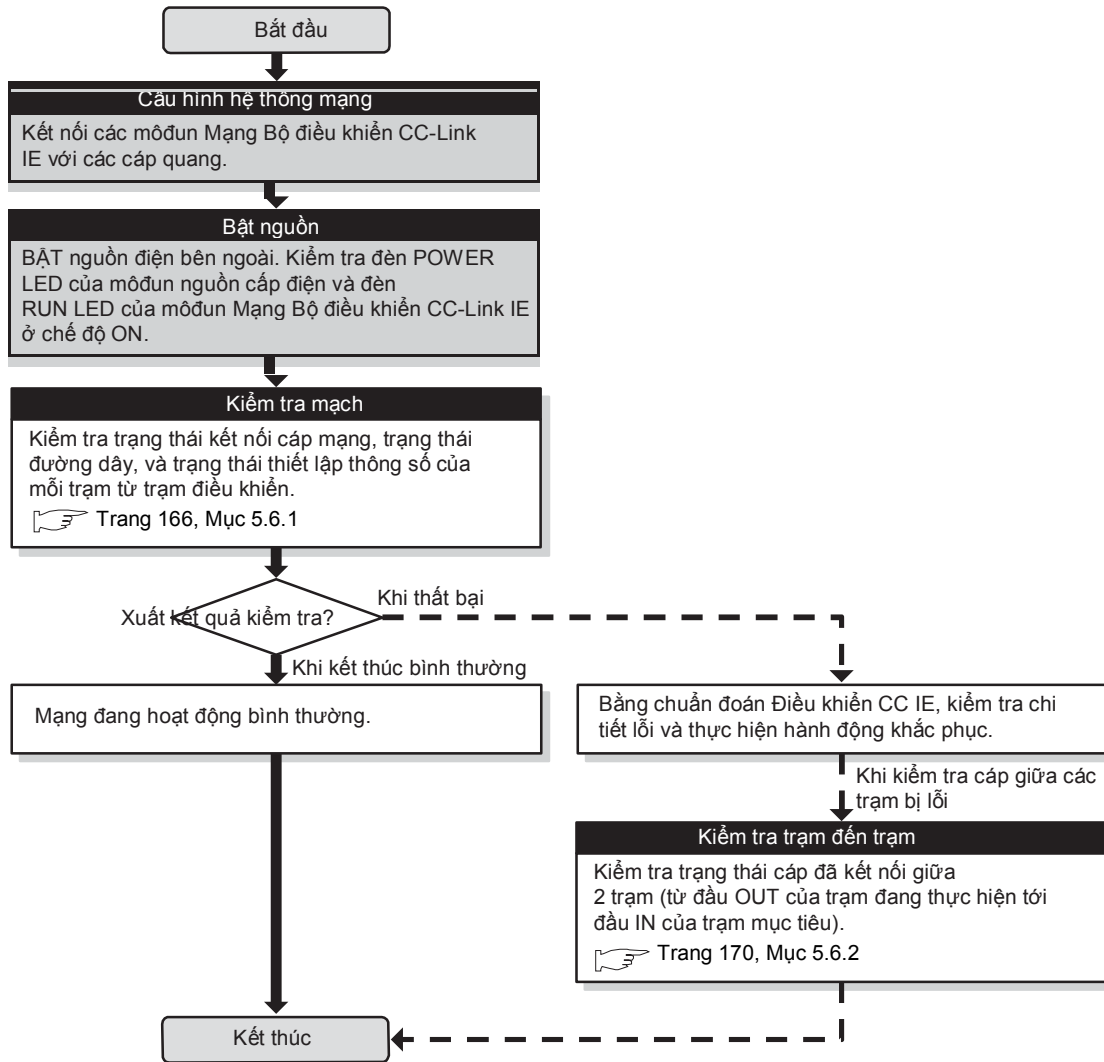 Bắt đầu
Cấu hình hệ thống mạng
Kết nối các môđun Mạng Bộ điều khiển CC-Link
IE với các cáp quang.
Bật nguồn
BẬT nguồn điện bên ngoài. Kiểm tra đèn POWER
LED của môđun nguồn cấp điện và đèn
RUN LED của môđun Mạng Bộ điều khiển CC-Link IE
ở chế độ ON.
Kiểm tra mạch
Kiểm tra trạng thái kết nối cáp mạng, trạng thái
đường dây, và trạng thái thiết lập thông số của
mỗi trạm từ trạm điều khiển.
Trang 166, Mục 5.6.1
Xuất kết quả kiểm tra?
Khi thất bại
Khi kết thúc bình thường
Mạng đang hoạt động bình thường.
Bằng chuẩn đoán Điều khiển CC IE, kiểm tra chi
tiết lỗi và thực hiện hành động khắc phục.
Khi kiểm tra cáp giữa các
trạm bị lỗi
Kiểm tra trạm đến trạm
Kiểm tra trạng thái cáp đã kết nối giữa
2 trạm (từ đầu OUT của trạm đang thực hiện tới
đầu IN của trạm mục tiêu).
Trang 170, Mục 5.6.2
Kết thúc